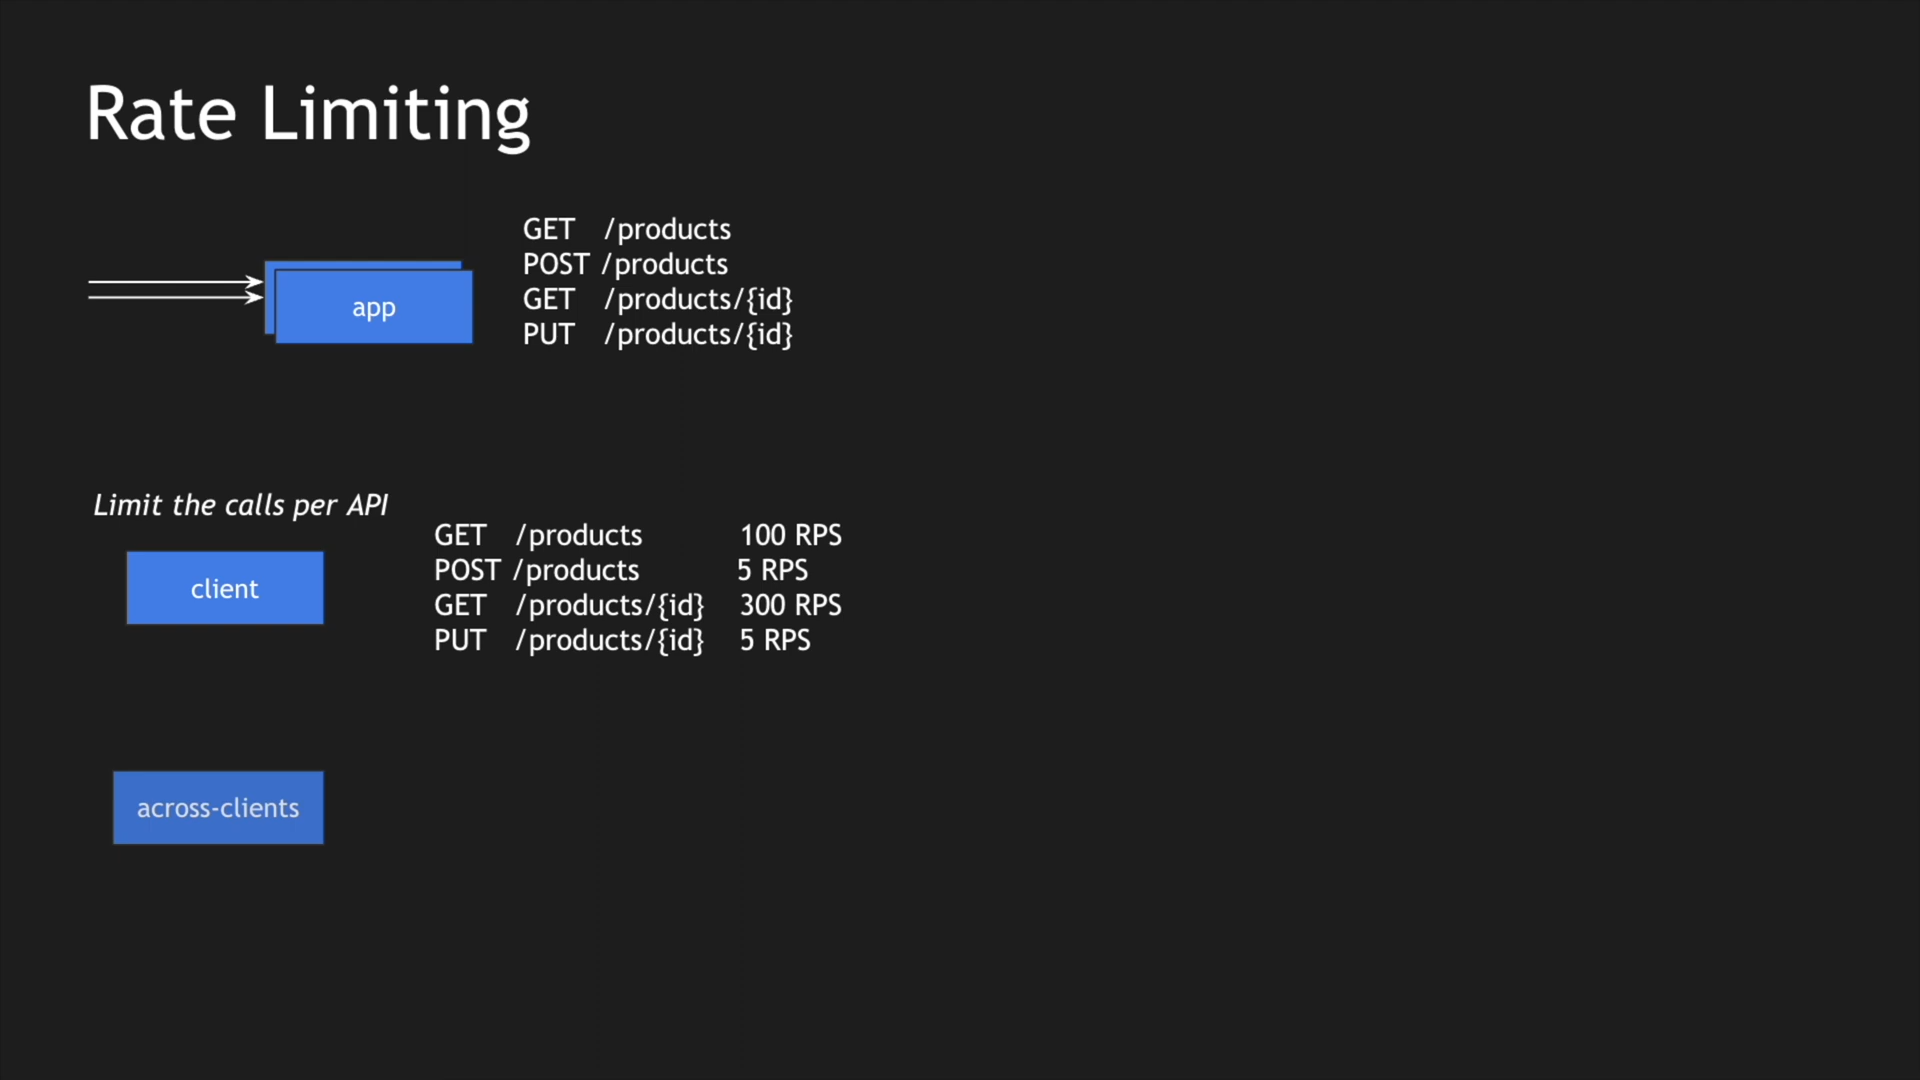 Rate Limiting
app
GET /products
POST /products
GET /products/{id}
PUT /products/{id}
Limit the calls per API
client
GET /products 100 RPS
POST /products 5 RPS
GET /products/{id} 300 RPS
PUT /products/{id} 5 RPS
across-clients